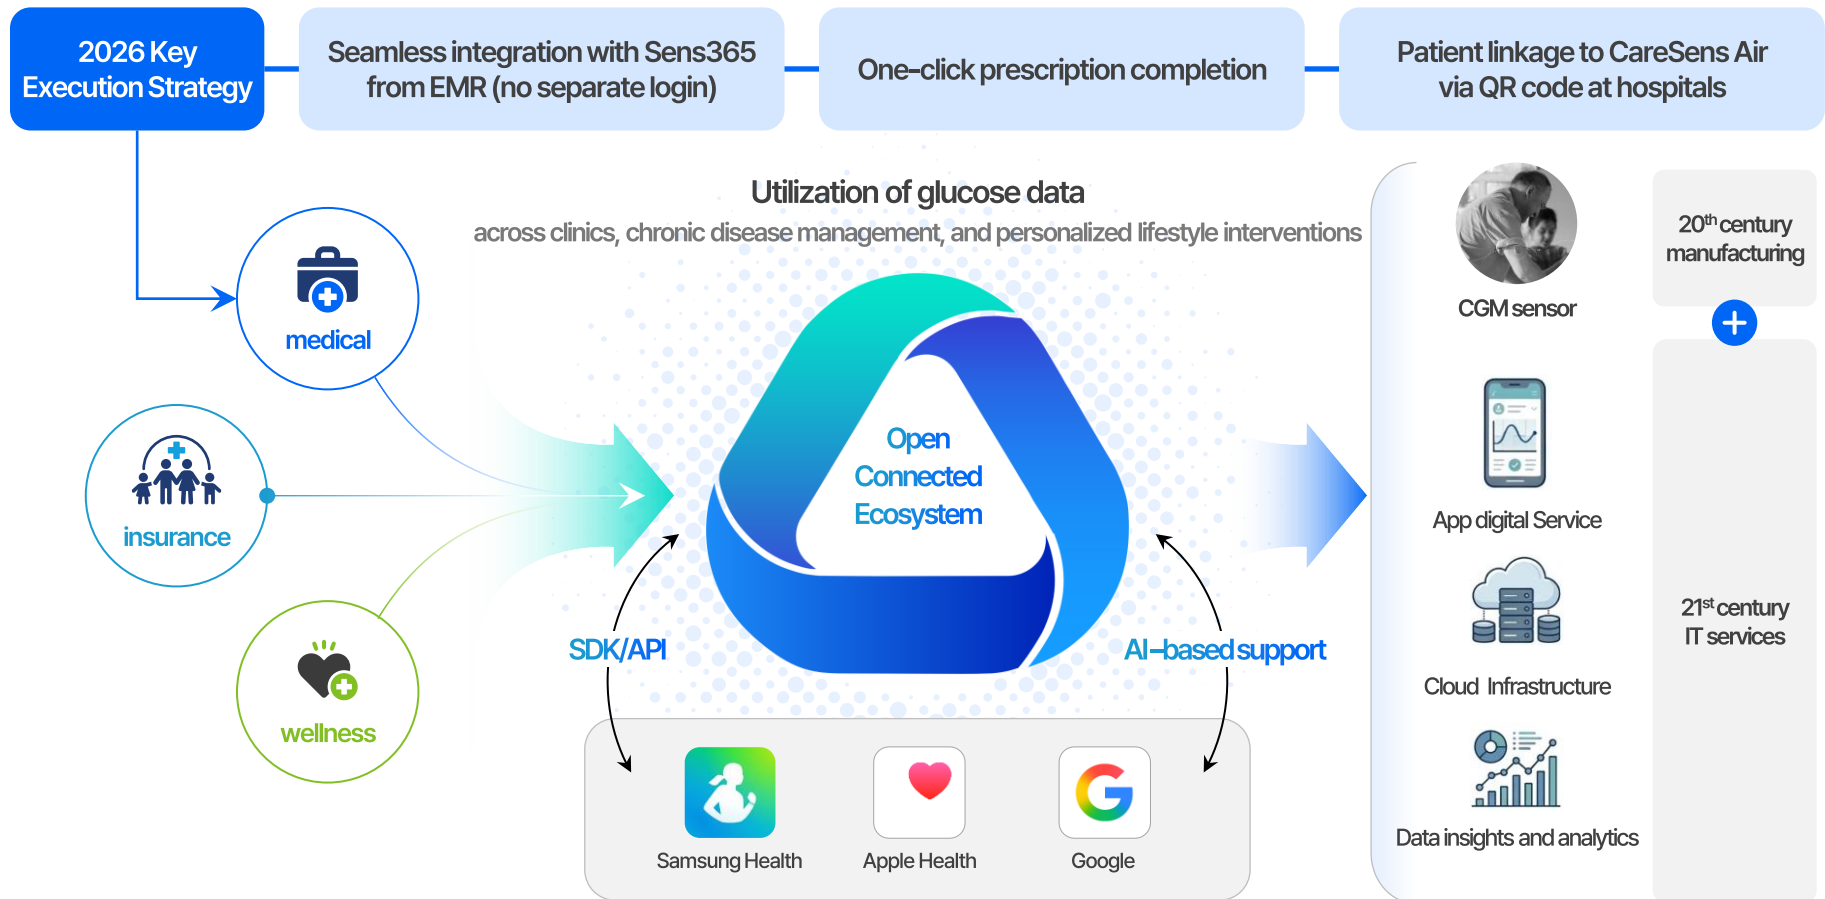 2026 Key
Execution Strategy
Seamless integration with Sens365
from EMR (no separate login)
One-click prescription completion
Patient linkage to CareSens Air
via QR code at hospitals
Utilization of glucose data
across clinics, chronic disease management, and personalized lifestyle interventions
medical
insurance
wellness
Open
Connected
Ecosystem
SDK/API
AI-based support
Samsung Health
Apple Health
Google
CGM sensor
App digital Service
Cloud Infrastructure
Data insights and analytics
20th century
manufacturing
21st century
IT services